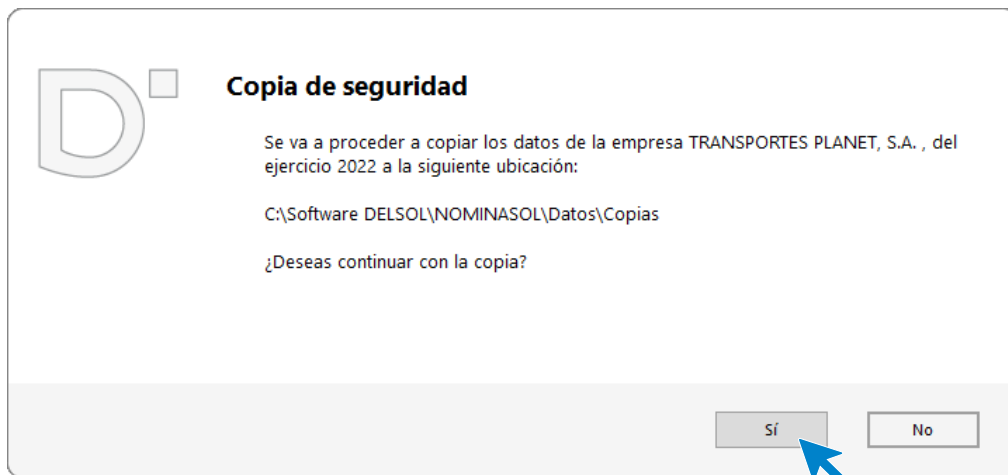 Copia de seguridad
Se va a proceder a copiar los datos de la empresa TRANSPORTES PLANET, S.A. , del
ejercicio 2022 a la siguiente ubicación:
C:\Software DELSOL\NOMINASOL\Datos\Copias
¿Deseas continuar con la copia?
Sí
No